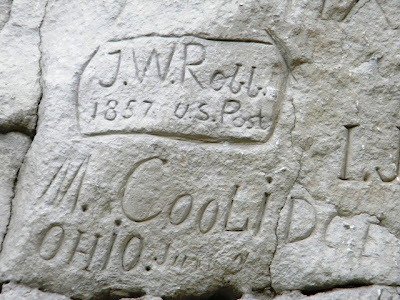 J.W. Robb.
1857 U.S. Post
I.J
M. COOLiDGE
OHIO.